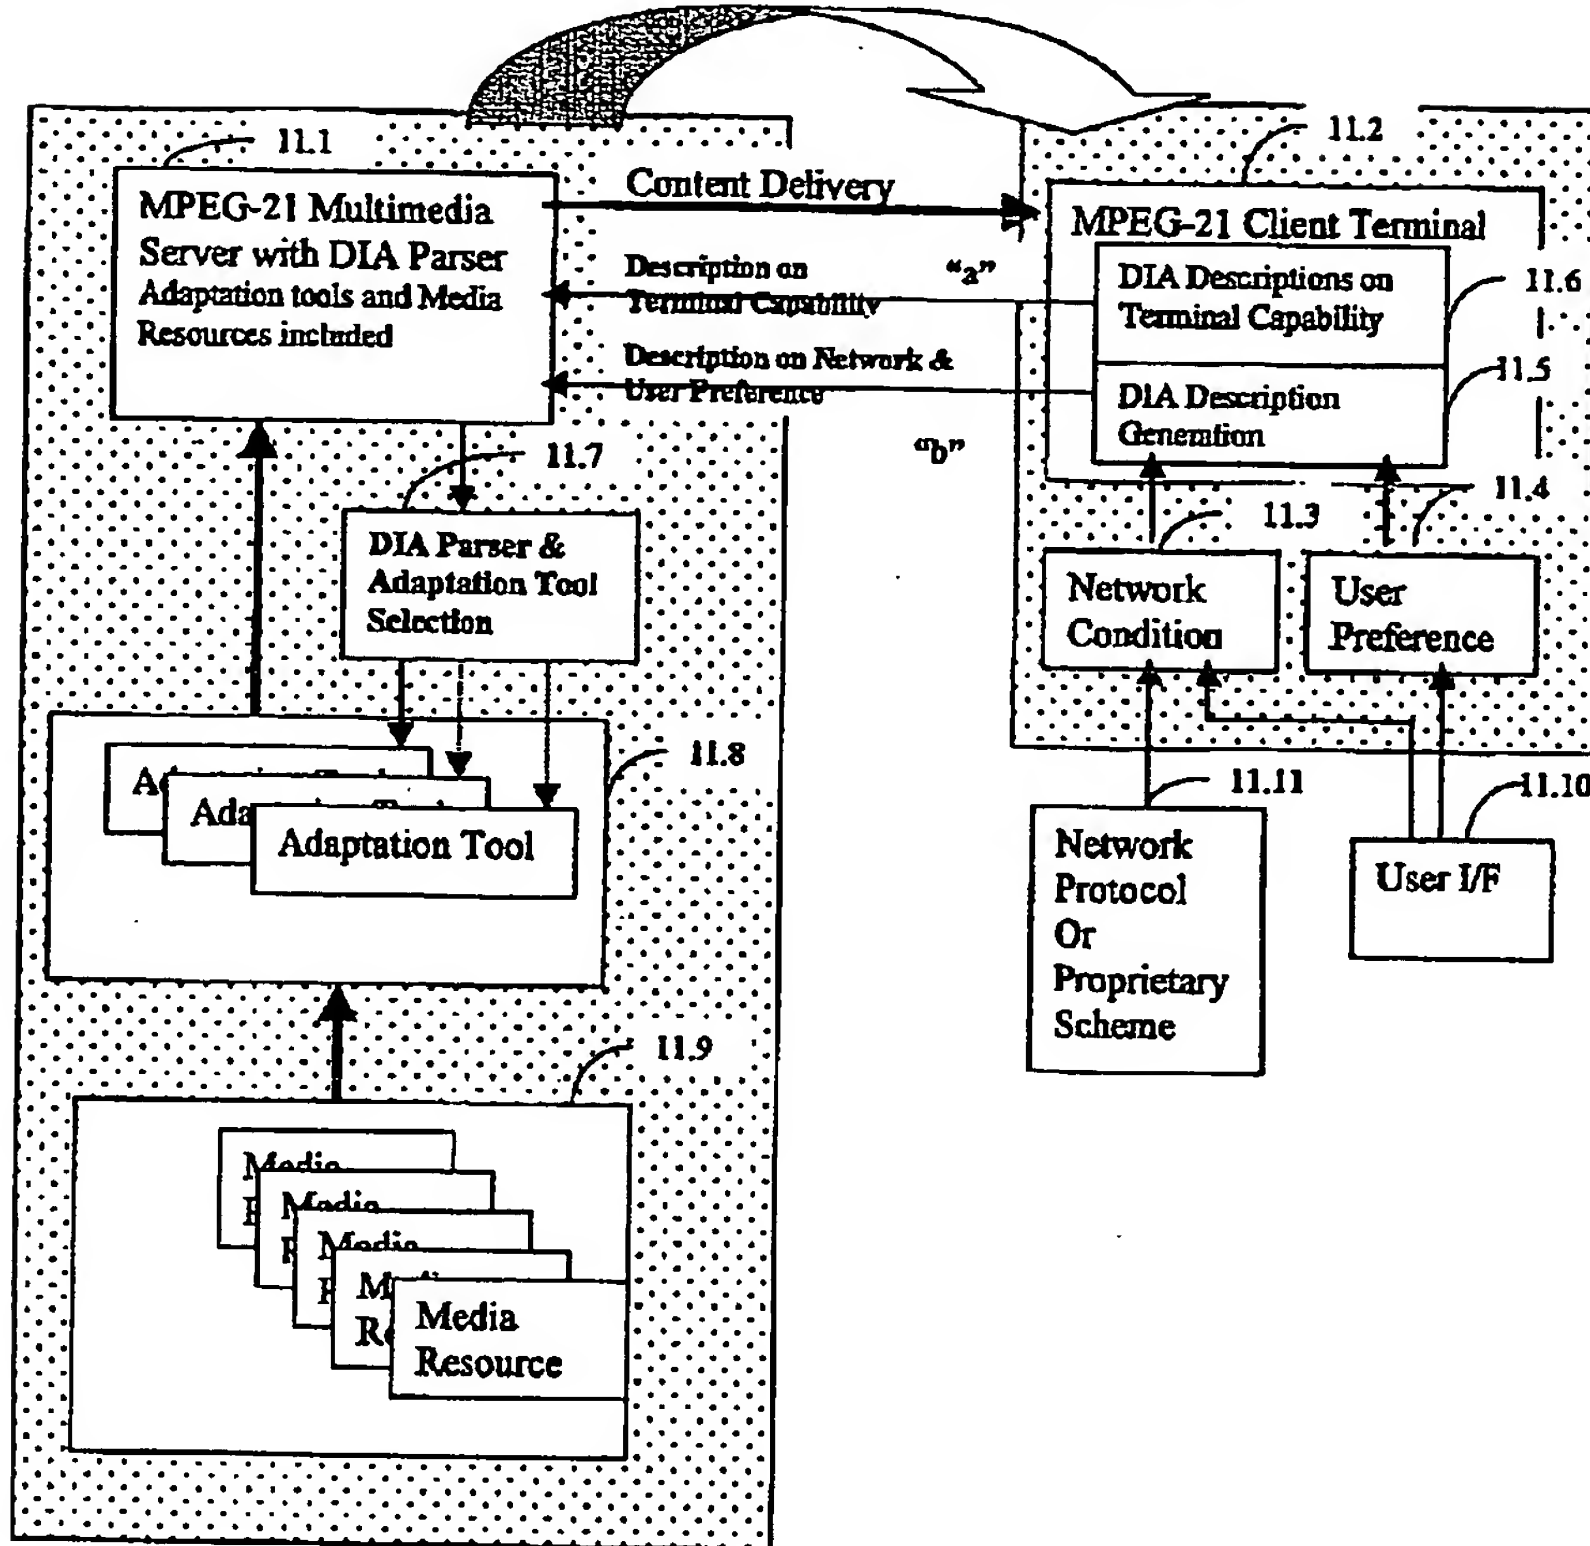 11.1
MPEG-21 Multimedia
Server with DIA Parser
Adaptation tools and Media
Resources included
Content Delivery
Description on
Terminal Capability
"a"
Description on Network &
User Preference
"b"
11.2
MPEG-21 Client Terminal
DIA Descriptions on
Terminal Capability
11.6
DIA Description
Generation
11.5
11.7
DIA Parser &
Adaptation Tool
Selection
11.3
Network
Condition
11.4
User
Preference
11.8
Adaptation Tool
11.11
Network
Protocol
Or
Proprietary
Scheme
11.10
User I/F
11.9
Media
Media
Media
Media
Resource